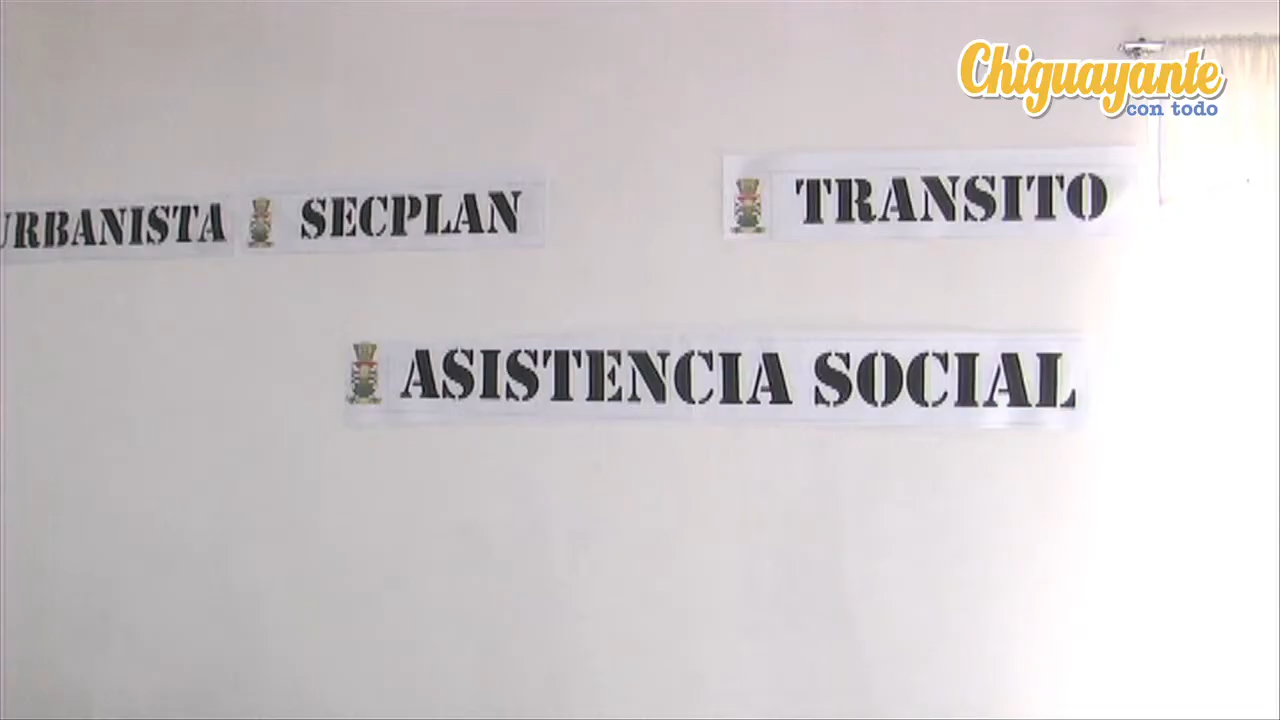 Chiguayante
con todo
URBANISTA
SECPLAN
TRANSITO
ASISTENCIA SOCIAL